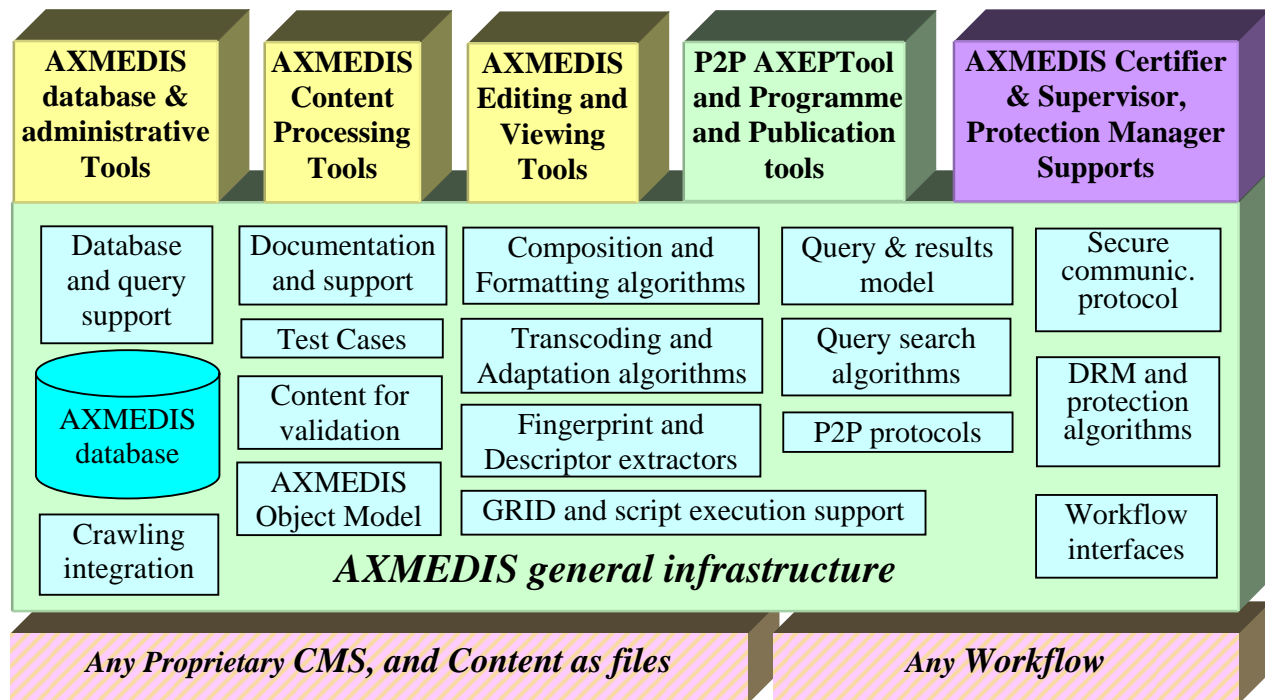 AXMEDIS
database &
administrative
Tools
AXMEDIS
Content
Processing
Tools
AXMEDIS
Editing and
Viewing
Tools
P2P AXEPTool
and Programme
and Publication
tools
AXMEDIS Certifier
& Supervisor,
Protection Manager
Supports
Database
and query
support
AXMEDIS
database
Crawling
integration
Documentation
and support
Test Cases
Content for
validation
AXMEDIS
Object Model
Composition and
Formatting algorithms
Transcoding and
Adaptation algorithms
Fingerprint and
Descriptor extractors
GRID and script execution support
Query & results
model
Query search
algorithms
P2P protocols
Secure
communic.
protocol
DRM and
protection
algorithms
Workflow
interfaces
AXMEDIS general infrastructure
Any Proprietary CMS, and Content as files
Any Workflow